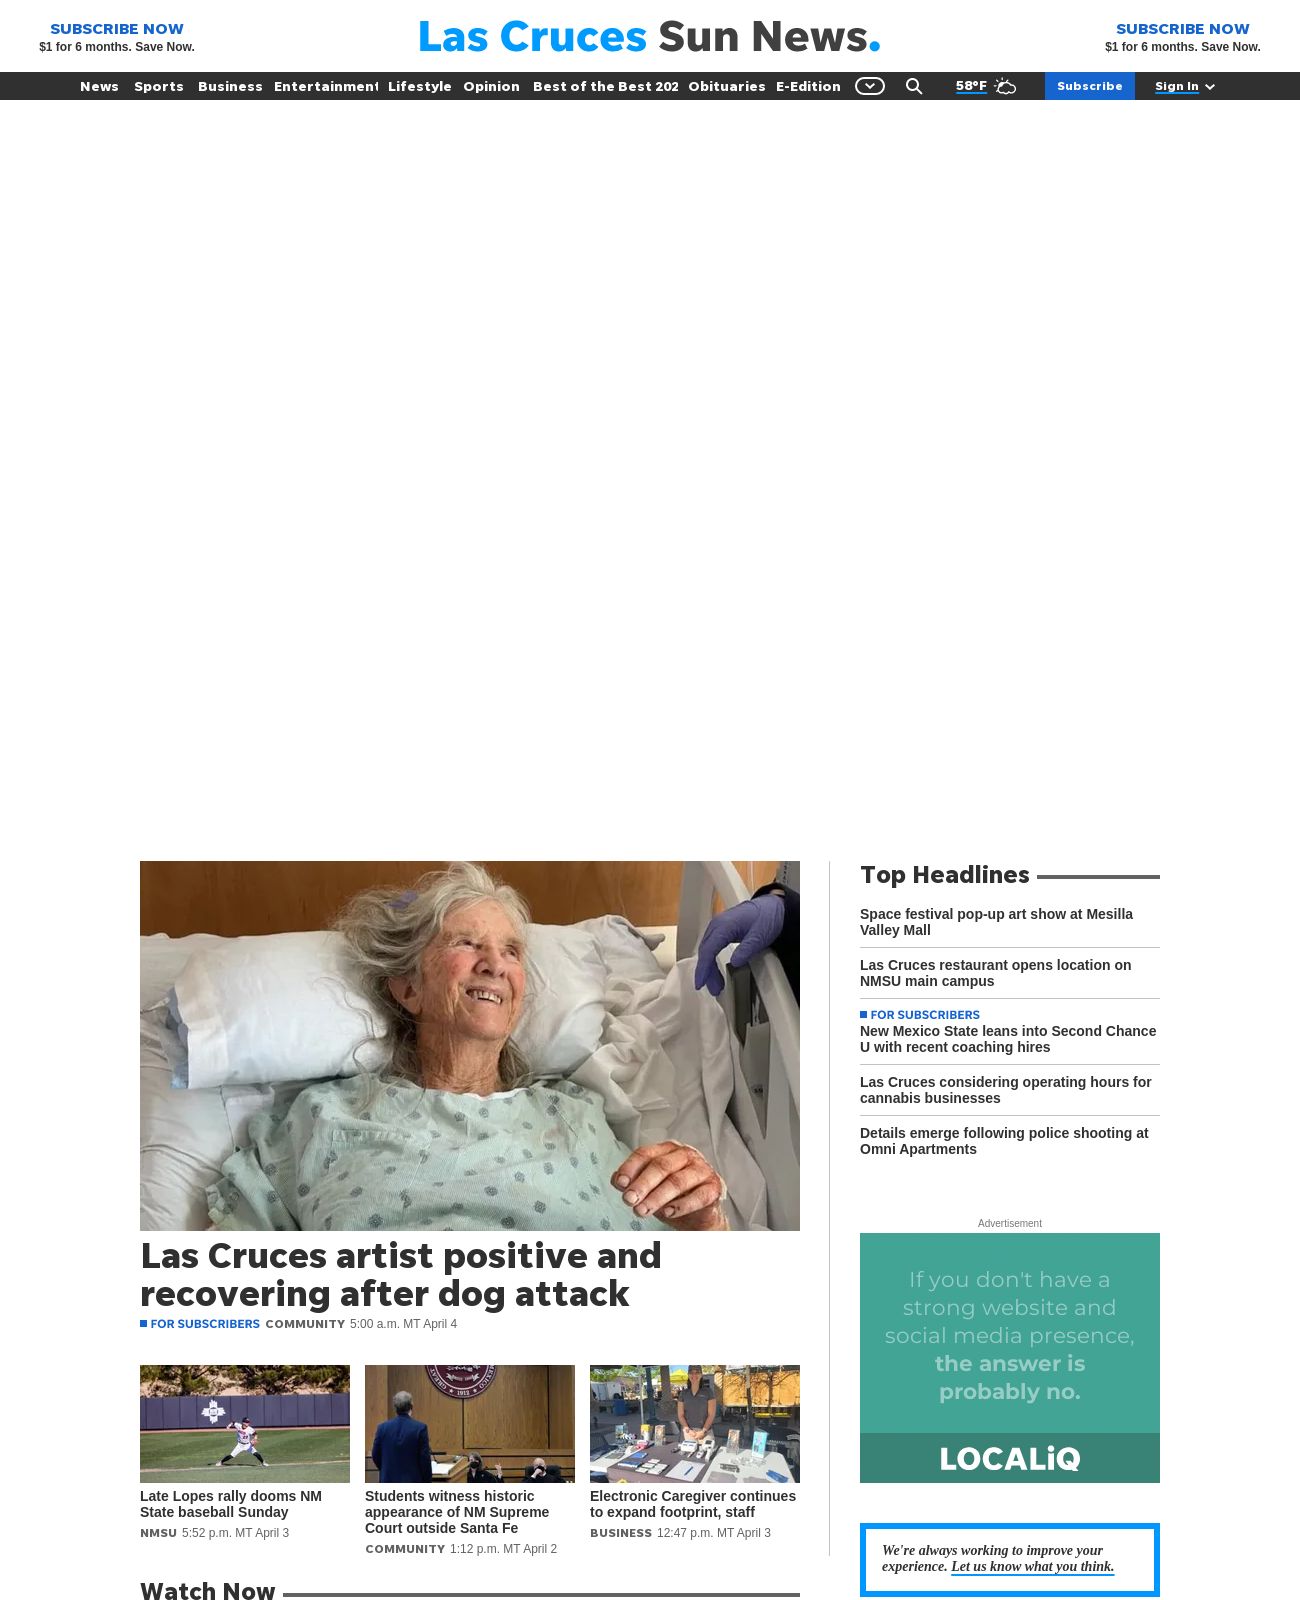 SUBSCRIBE NOW
$1 for 6 months. Save Now.
Las Cruces Sun News.
SUBSCRIBE NOW
$1 for 6 months. Save Now.
News Sports Business Entertainment Lifestyle Opinion Best of the Best 202 Obituaries E-Edition 58°F Subscribe Sign In
Las Cruces artist positive and
recovering after dog attack
FOR SUBSCRIBERS COMMUNITY 5:00 a.m. MT April 4
Late Lopes rally dooms NM
State baseball Sunday
NMSU 5:52 p.m. MT April 3
1912
Students witness historic
appearance of NM Supreme
Court outside Santa Fe
COMMUNITY 1:12 p.m. MT April 2
Electronic Caregiver continues
to expand footprint, staff
BUSINESS 12:47 p.m. MT April 3
Watch Now
Top Headlines
Space festival pop-up art show at Mesilla
Valley Mall
Las Cruces restaurant opens location on
NMSU main campus
FOR SUBSCRIBERS
New Mexico State leans into Second Chance
U with recent coaching hires
Las Cruces considering operating hours for
cannabis businesses
Details emerge following police shooting at
Omni Apartments
Advertisement
If you don't have a
strong website and
social media presence,
the answer is
probably no.
LOCALiQ
We're always working to improve your
experience. Let us know what you think.